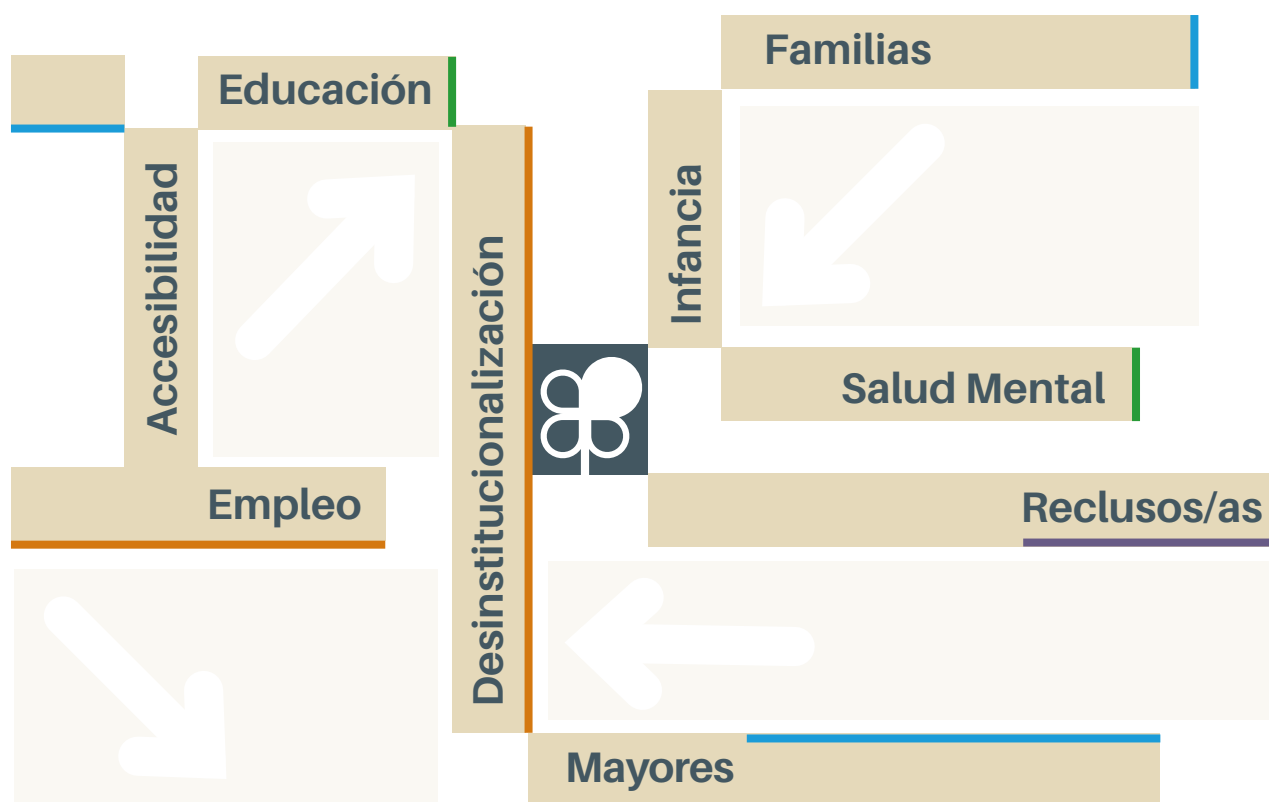 Familias
Educación
Accesibilidad
Infancia
Desinstitucionalización
Salud Mental
Empleo
Reclusos/as
Mayores